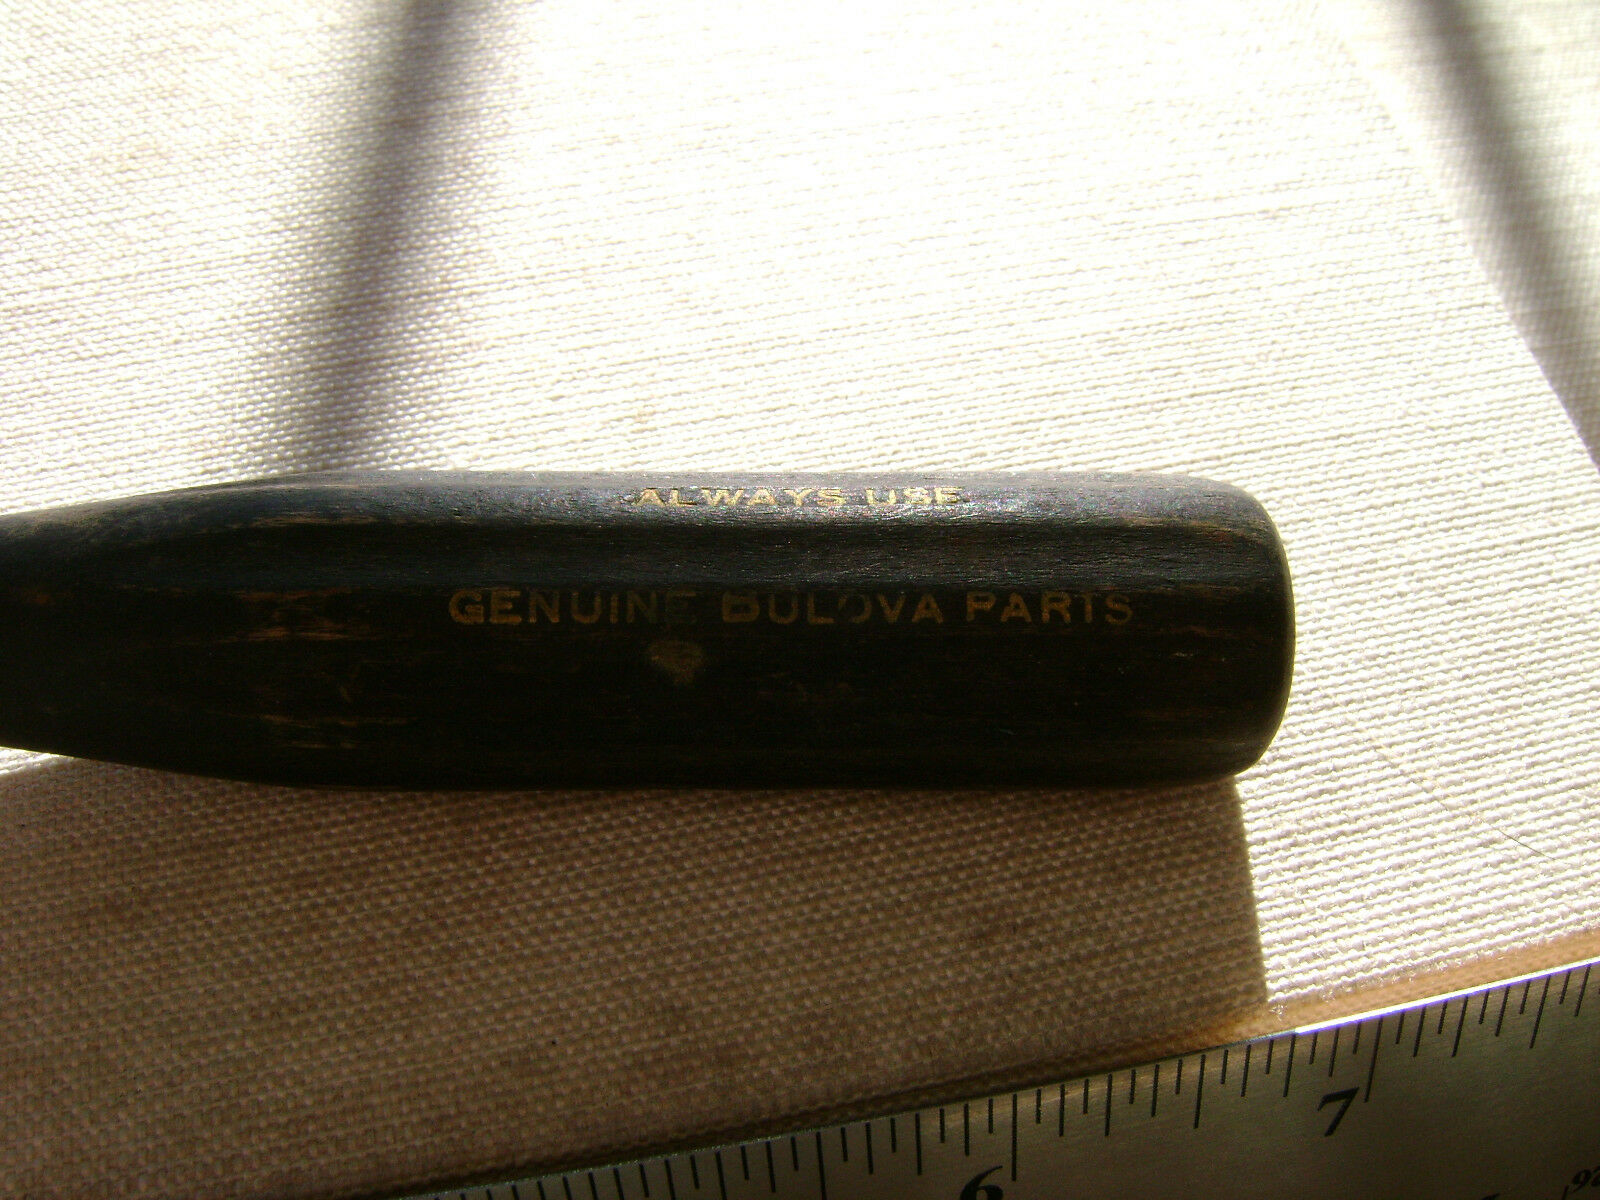 ALWAYS USE
GENUINE BULOVA PARTS
7
6